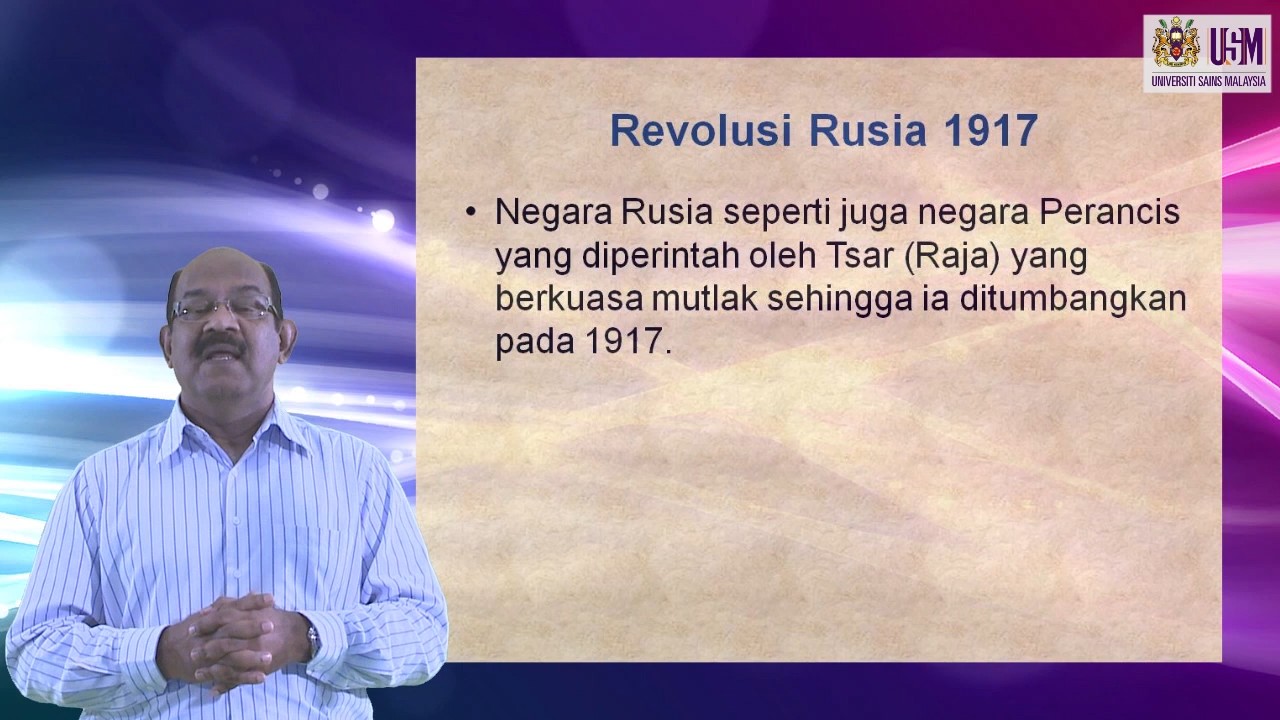 USM
UNIVERSITI SAINS MALAYSIA
Revolusi Rusia 1917
• Negara Rusia seperti juga negara Perancis
yang diperintah oleh Tsar (Raja) yang
berkuasa mutlak sehingga ia ditumbangkan
pada 1917.